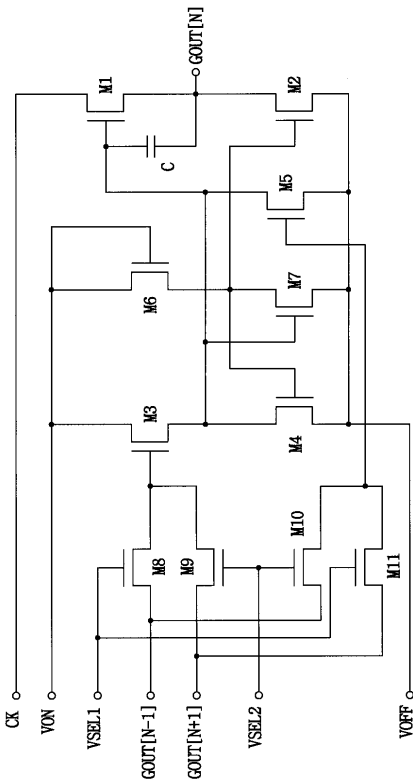 CK
VON
VSEL1
GOUT[N-1]
GOUT[N+1]
VSEL2
VOFF
M8
M9
M10
M11
M3
M4
M6
M7
M5
C
M1
M2
GOUT[N]